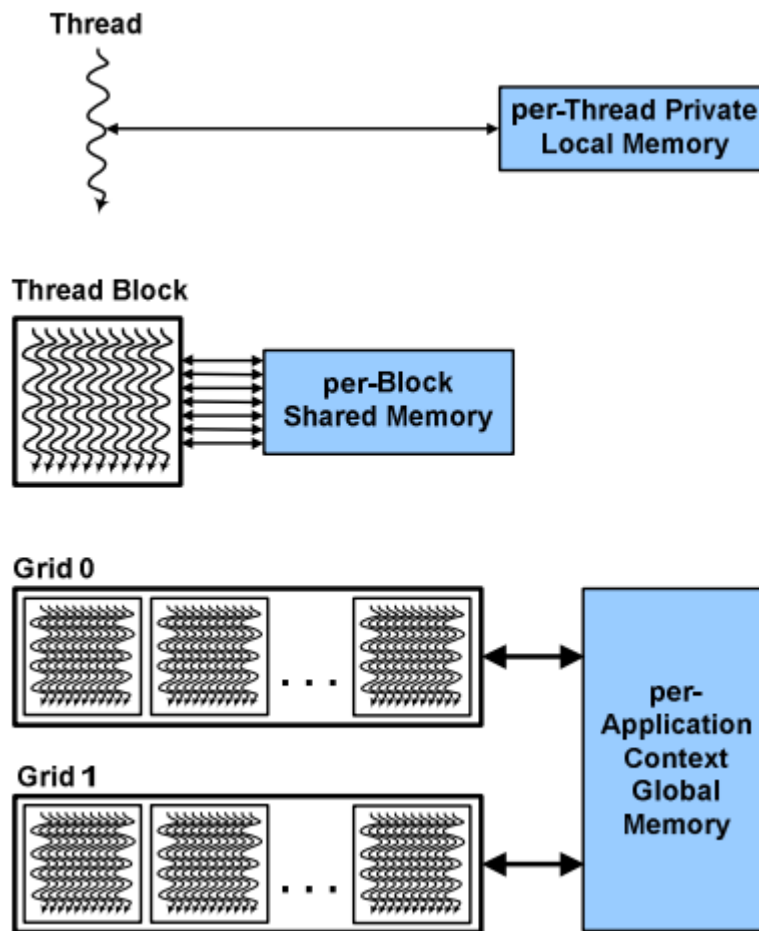 Thread
per-Thread Private
Local Memory
Thread Block
per-Block
Shared Memory
Grid 0
. . .
per-
Application
Context
Global
Memory
Grid 1
. . .